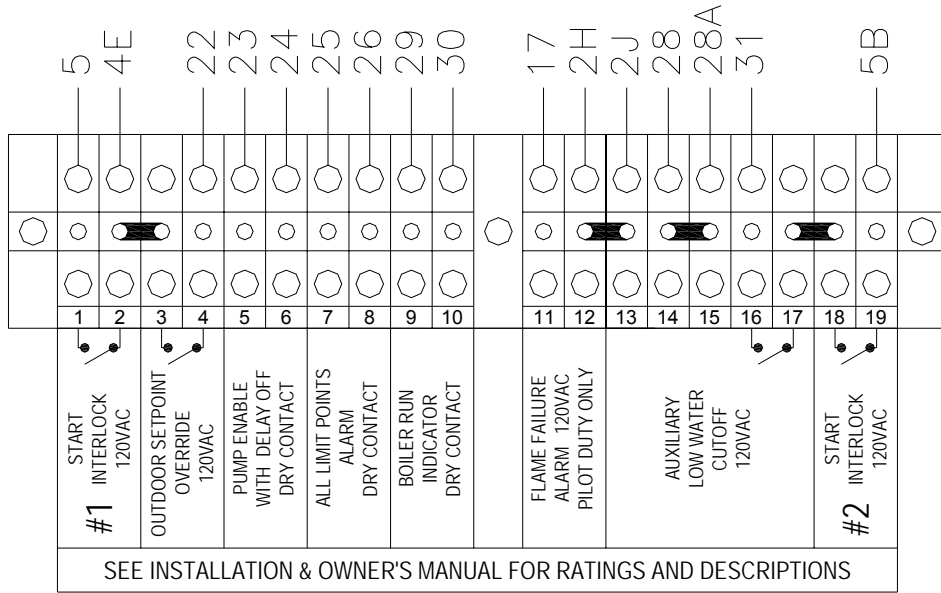 5
4E
22
23
24
25
26
29
30
17
2H
2J
28
28A
31
5B
1
2
3
4
5
6
7
8
9
10
11
12
13
14
15
16
17
18
19
START
INTERLOCK
120VAC
#1
OUTDOOR SETPOINT
OVERRIDE
120VAC
PUMP ENABLE
WITH DELAY OFF
DRY CONTACT
ALL LIMIT POINTS
ALARM
DRY CONTACT
BOILER RUN
INDICATOR
DRY CONTACT
FLAME FAILURE
ALARM 120VAC
PILOT DUTY ONLY
AUXILIARY
LOW WATER
CUTOFF
120VAC
START
INTERLOCK
120VAC
#2
SEE INSTALLATION & OWNER'S MANUAL FOR RATINGS AND DESCRIPTIONS